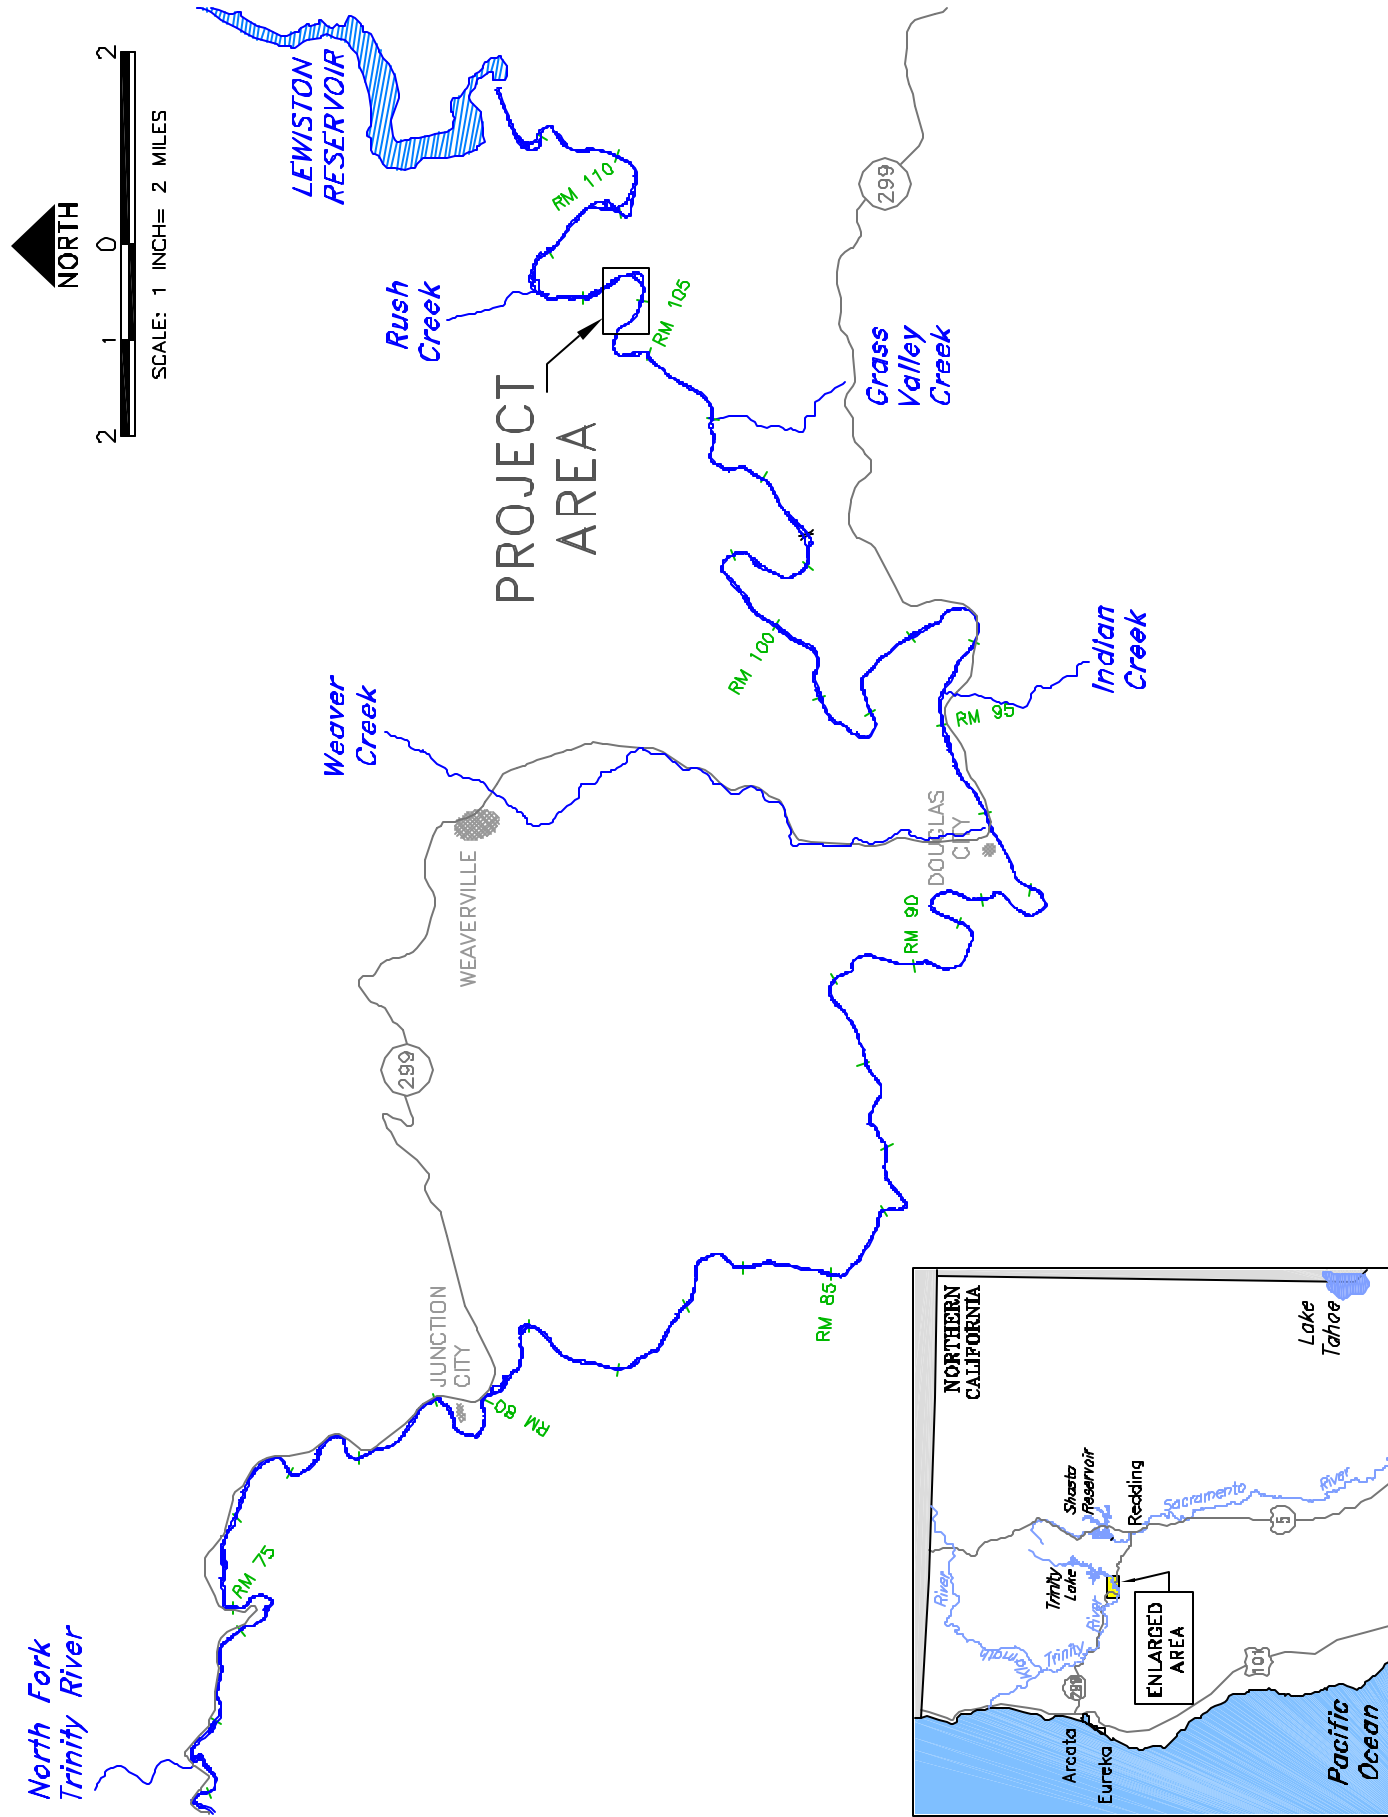 North Fork
Trinity River
NORTH
2
1
0
2
SCALE: 1 INCH= 2 MILES
LEWISTON
RESERVOIR
Rush
Creek
PROJECT
AREA
Weaver
Creek
WEAVERVILLE
299
JUNCTION
CITY
RM 75
RM 80
RM 85
RM 90
DOUGLAS
CITY
RM 95
RM 100
RM 105
RM 110
Grass
Valley
Creek
Indian
Creek
299
NORTHERN
CALIFORNIA
Lake
Tahoe
Shasta
Reservoir
Redding
Sacramento
River
5
Trinity
Lake
River
Klamath
Trinity
River
299
ENLARGED
AREA
101
Arcata
Eureka
Pacific
Ocean